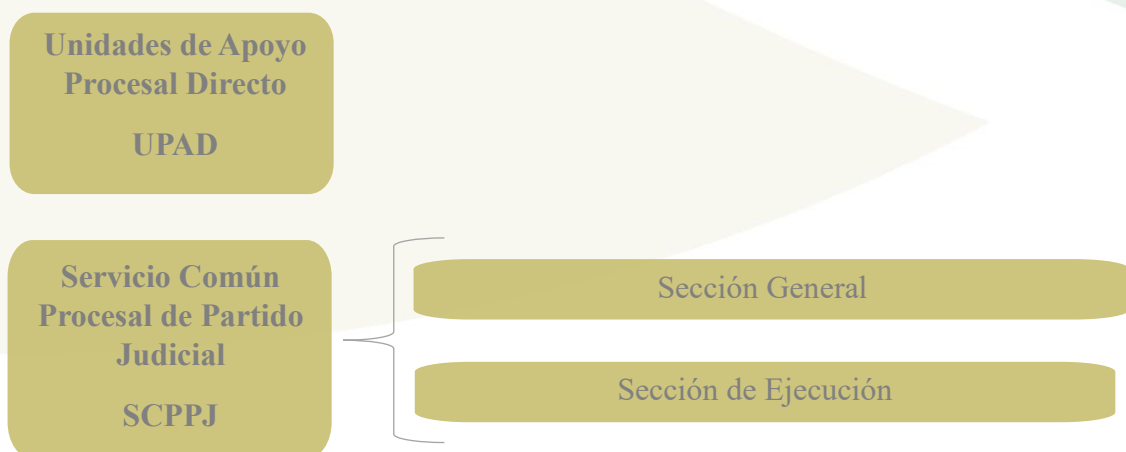 Unidades de Apoyo
Procesal Directo
UPAD
Servicio Común
Procesal de Partido
Judicial
SCPPJ
Sección General
Sección de Ejecución